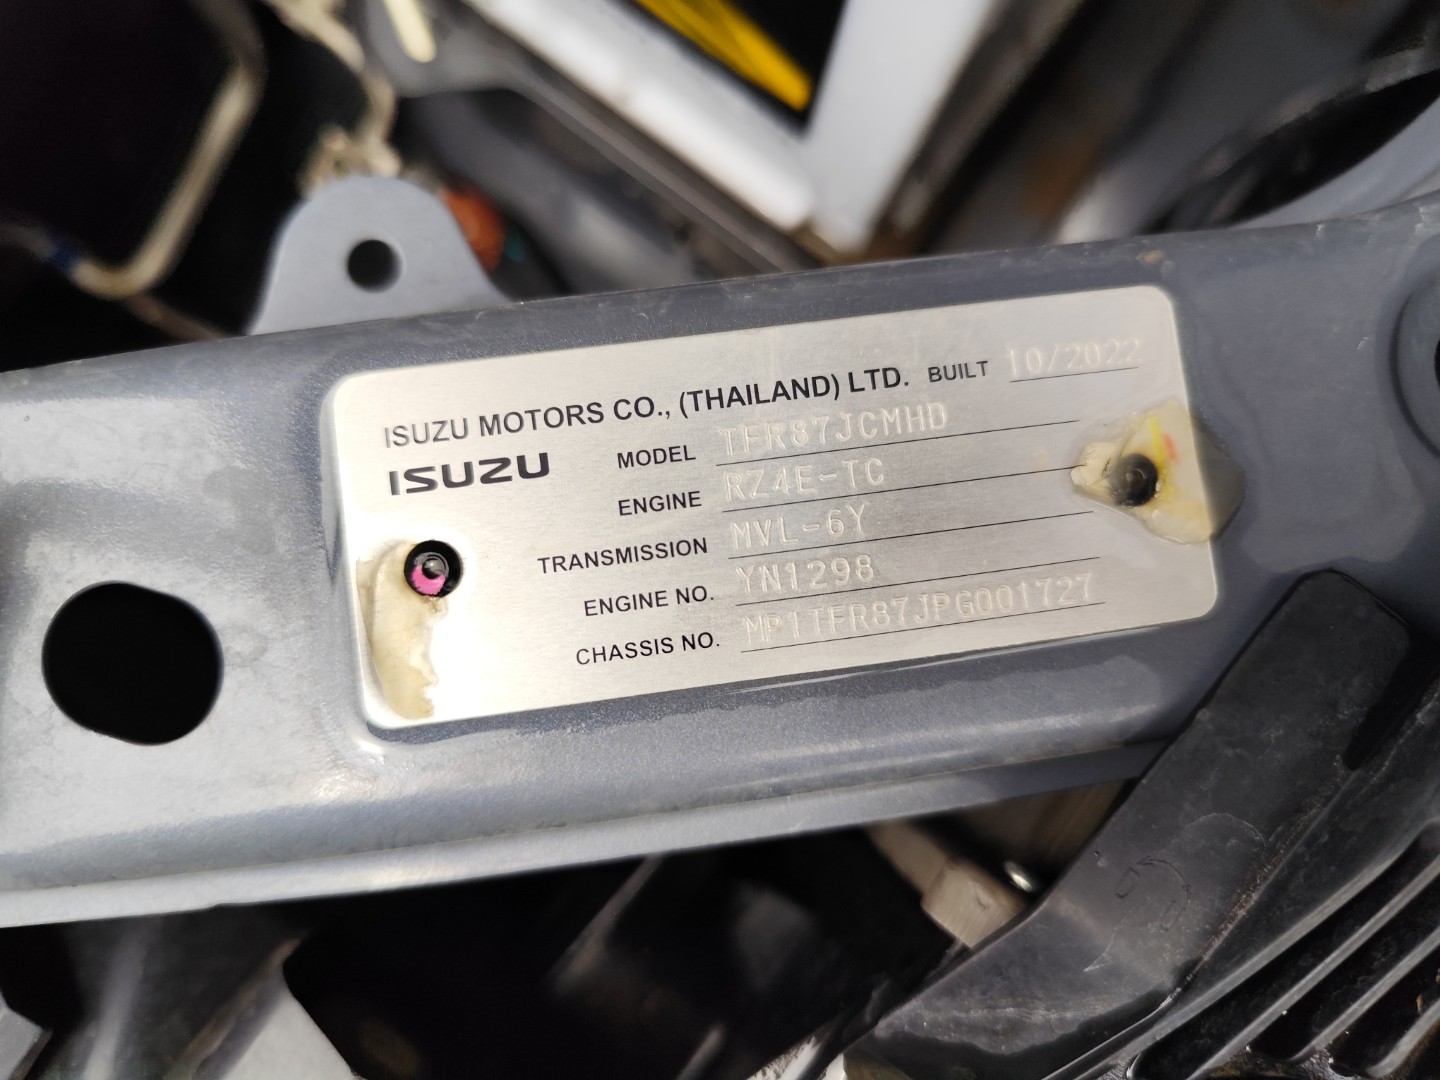 ISUZU MOTORS CO., (THAILAND) LTD. BUILT 10/2022
ISUZU MODEL TFR87JCMHD
ENGINE RZ4E-TC
TRANSMISSION MVL-6Y
ENGINE NO. YN1298
CHASSIS NO. MP1TFR87JPG001727